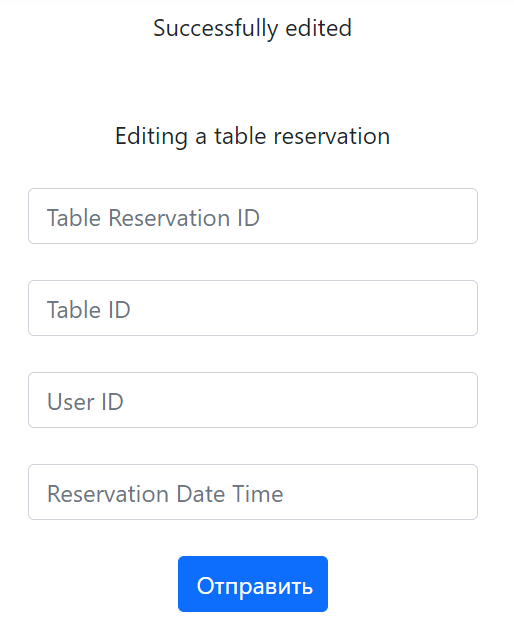 Successfully edited
Editing a table reservation
Table Reservation ID
Table ID
User ID
Reservation Date Time
Отправить